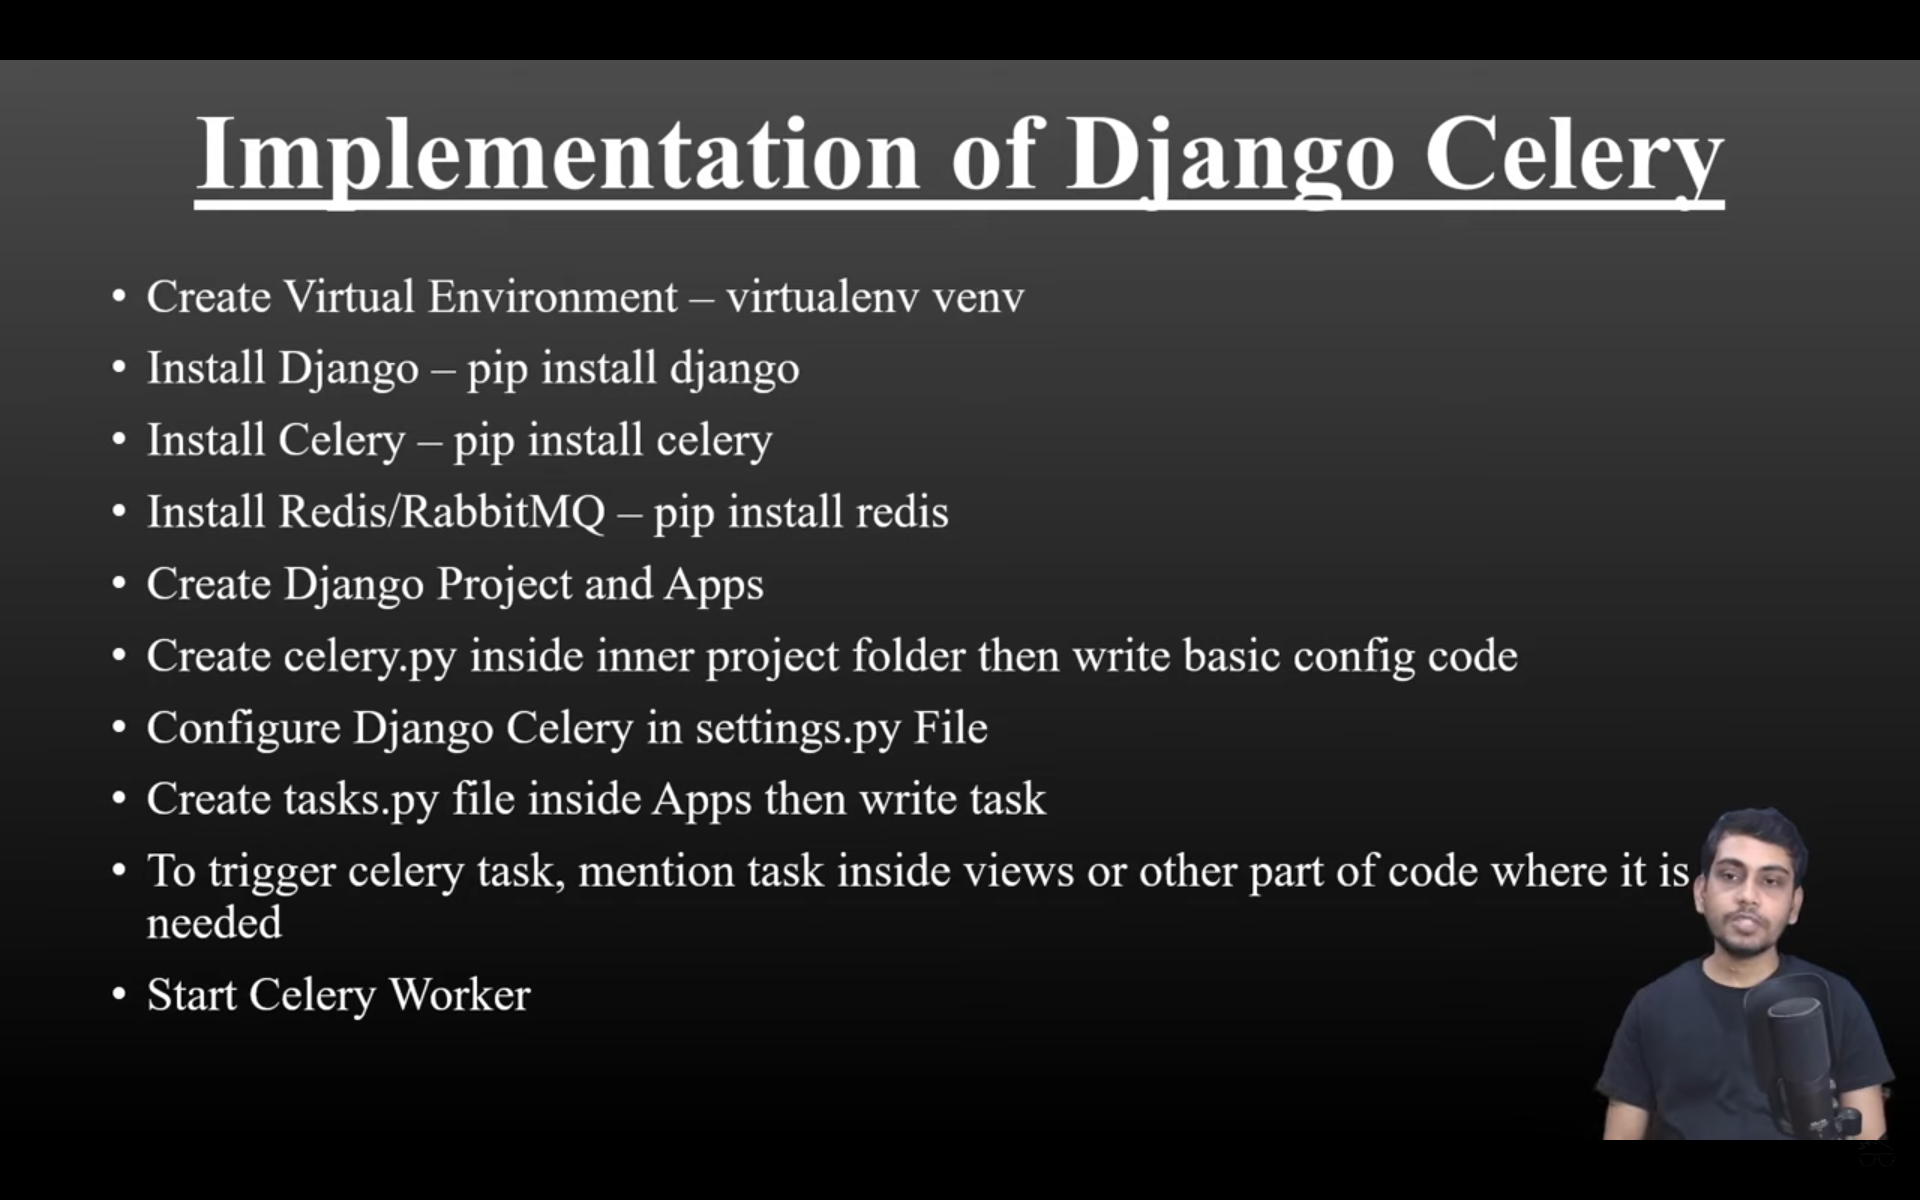 Implementation of Django Celery
• Create Virtual Environment – virtualenv venv
• Install Django – pip install django
• Install Celery – pip install celery
• Install Redis/RabbitMQ – pip install redis
• Create Django Project and Apps
• Create celery.py inside inner project folder then write basic config code
• Configure Django Celery in settings.py File
• Create tasks.py file inside Apps then write task
• To trigger celery task, mention task inside views or other part of code where it is
needed
• Start Celery Worker